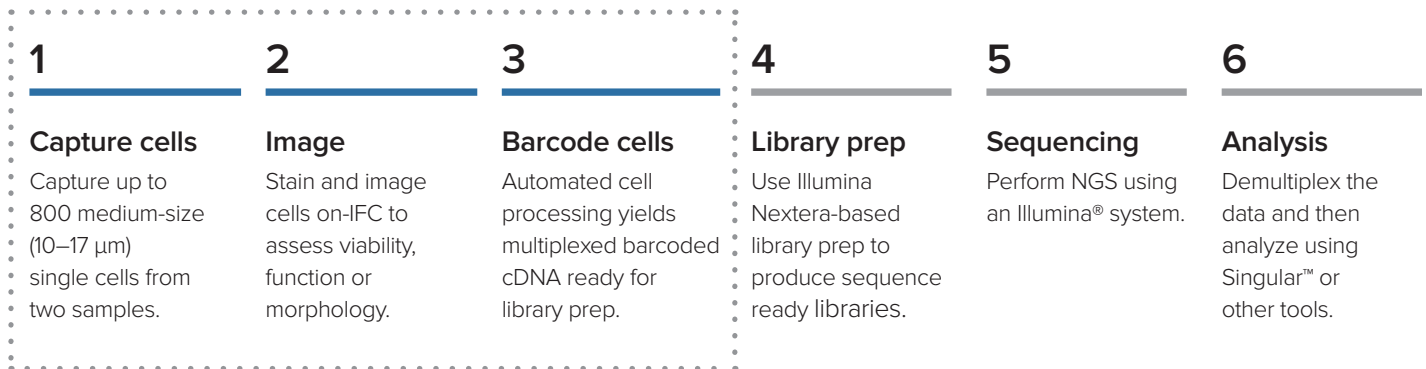 1
Capture cells
Capture up to
800 medium-size
(10–17 μm)
single cells from
two samples.
2
Image
Stain and image
cells on-IFC to
assess viability,
function or
morphology.
3
Barcode cells
Automated cell
processing yields
multiplexed barcoded
cDNA ready for
library prep.
4
Library prep
Use Illumina
Nextera-based
library prep to
produce sequence
ready libraries.
5
Sequencing
Perform NGS using
an Illumina® system.
6
Analysis
Demultiplex the
data and then
analyze using
Singular™ or
other tools.